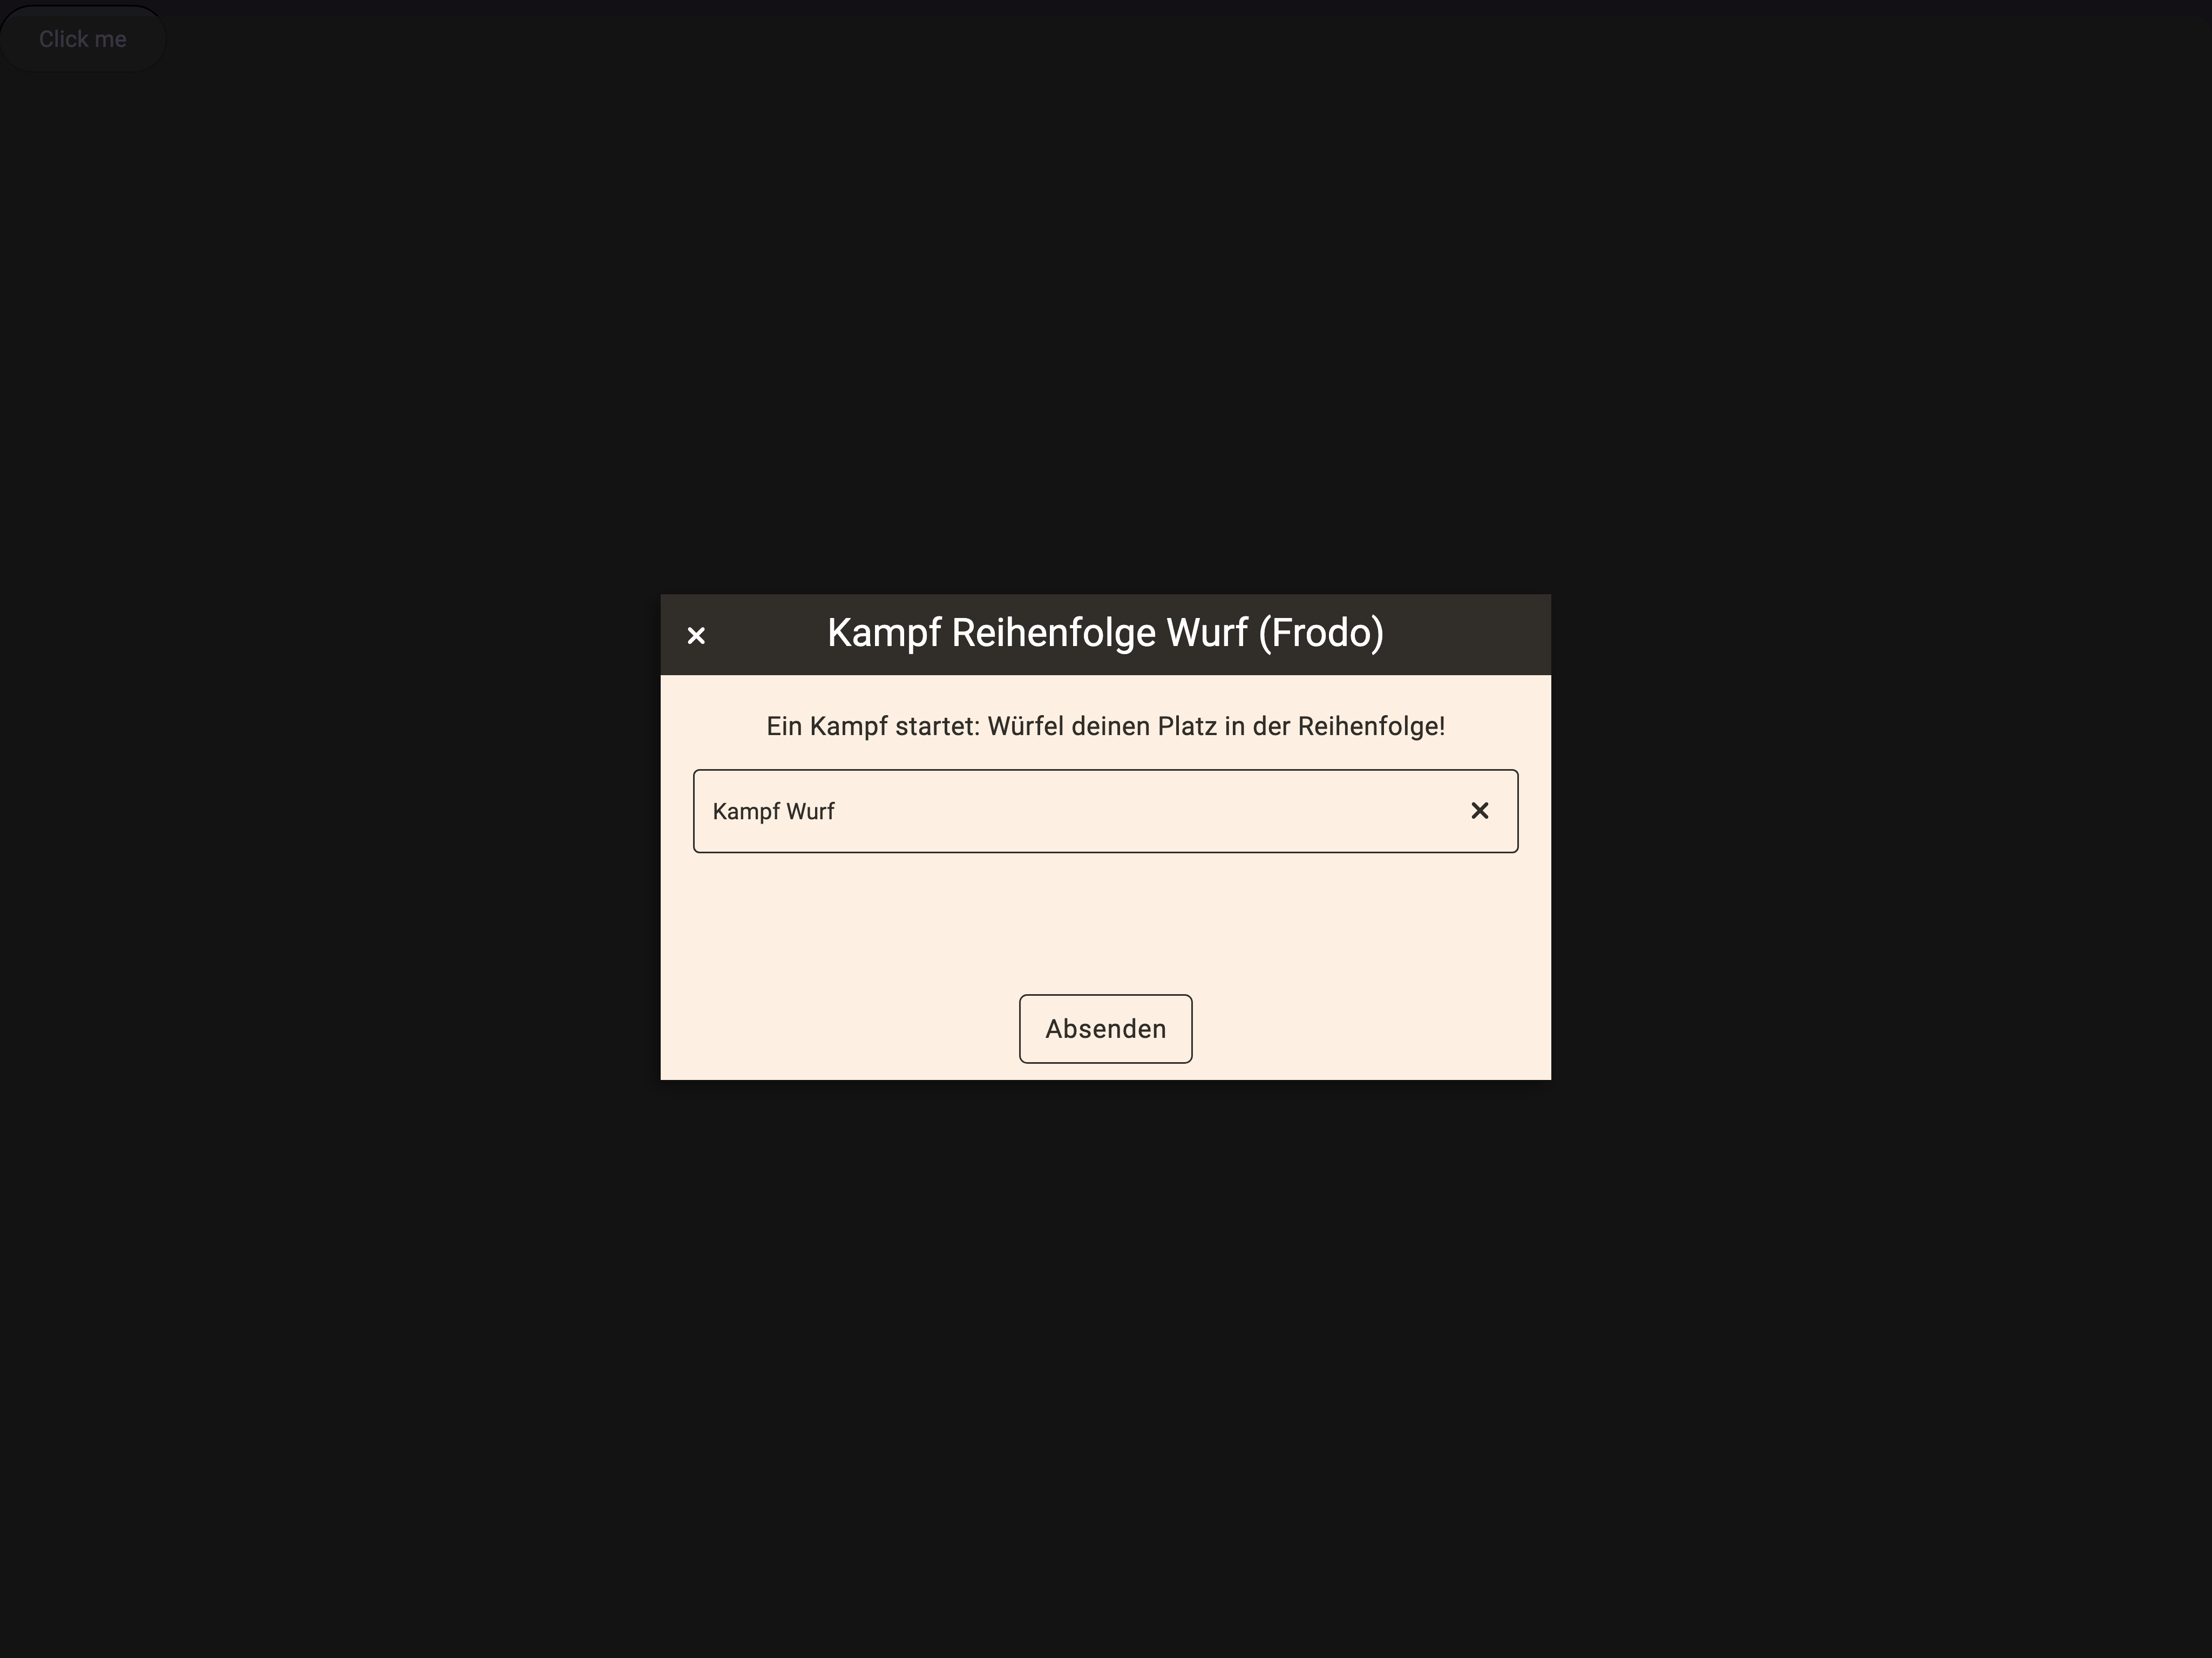 Click me
Kampf Reihenfolge Wurf (Frodo)
Ein Kampf startet: Würfel deinen Platz in der Reihenfolge!
Kampf Wurf
Absenden